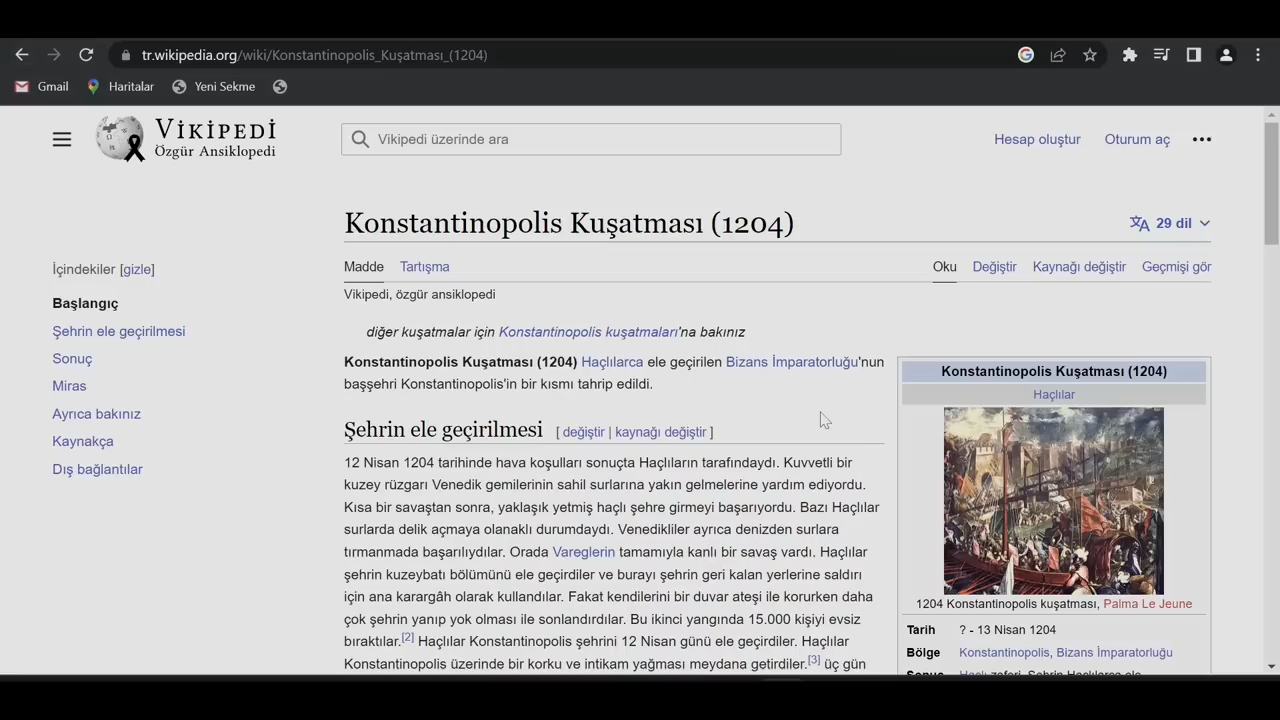 tr.wikipedia.org/wiki/Konstantinopolis_Kuşatması_(1204)
Gmail
Haritalar
Yeni Sekme
VİKİPEDİ
Özgür Ansiklopedi
Vikipedi üzerinde ara
Hesap oluştur
Oturum aç
Konstantinopolis Kuşatması (1204)
29 dil
İçindekiler [gizle]
Başlangıç
Şehrin ele geçirilmesi
Sonuç
Miras
Ayrıca bakınız
Kaynakça
Dış bağlantılar
Madde
Tartışma
Oku
Değiştir
Kaynağı değiştir
Geçmişi gör
Vikipedi, özgür ansiklopedi
diğer kuşatmalar için Konstantinopolis kuşatmaları'na bakınız
Konstantinopolis Kuşatması (1204) Haçlılarca ele geçirilen Bizans İmparatorluğu'nun
başşehri Konstantinopolis'in bir kısmı tahrip edildi.
Şehrin ele geçirilmesi [ değiştir | kaynağı değiştir ]
12 Nisan 1204 tarihinde hava koşulları sonuçta Haçlıların tarafındaydı. Kuvvetli bir
kuzey rüzgarı Venedik gemilerinin sahil surlarına yakın gelmelerine yardım ediyordu.
Kısa bir savaştan sonra, yaklaşık yetmiş haçlı şehre girmeyi başarıyordu. Bazı Haçlılar
surlarda delik açmaya olanaklı durumdaydı. Venedikliler ayrıca denizden surlara
tırmanmada başarılıydılar. Orada Vareglerin tamamıyla kanlı bir savaş vardı. Haçlılar
şehrin kuzeybatı bölümünü ele geçirdiler ve burayı şehrin geri kalan yerlerine saldırı
için ana karargâh olarak kullandılar. Fakat kendilerini bir duvar ateşi ile korurken daha
çok şehrin yanıp yok olması ile sonlandırdılar. Bu ikinci yangında 15.000 kişiyi evsiz
bıraktılar.[2] Haçlılar Konstantinopolis şehrini 12 Nisan günü ele geçirdiler. Haçlılar
Konstantinopolis üzerinde bir korku ve intikam yağması meydana getirdiler.[3] üç gün
Konstantinopolis Kuşatması (1204)
Haçlılar
1204 Konstantinopolis kuşatması, Palma Le Jeune
Tarih ? - 13 Nisan 1204
Bölge Konstantinopolis, Bizans İmparatorluğu
Sonuç Haçlı zaferi, Şehrin Haçlılarca ele